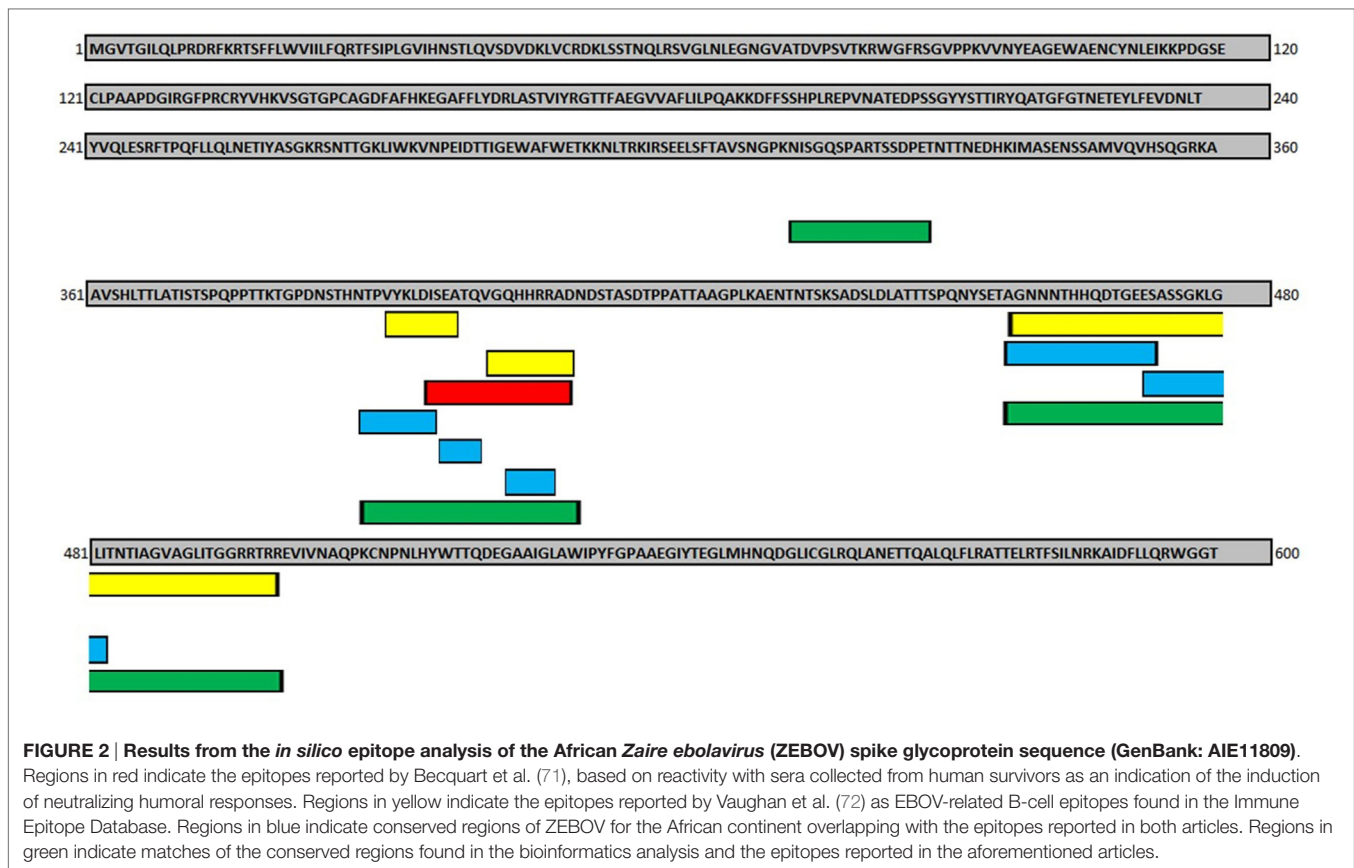 1 MGVTGILQLPRDRFKRTSFFLWVIILFQRTFSIPLGVIHNSTLQVSDVDKLVCRDKLSSTNQLRSVGLNLEGNGVATDVPSVTKRWGFRSGVPPKVVNYEAGEWAENCYNLEIKKPDGSE 120
121 CLPAAPDGIRGFPRCRYVHKVSGTGPCAGDFAFHKEGAFFLYDRLASTVIYRGTTFAEGVVAFLILPQAKKDFFSSHPLREPVNATEDPSSGYYSTTIRYQATGFGTNETEYLFEVDNLT 240
241 YVQLESRFTPQFLLQLNETIYASGKRSNTTGKLIWKVNPEIDTTIGEWAFWETKKNLTRKIRSEELSFTAVSNGPKNISGQSPARTSSDPETNTTNEDHKIMASENSSAMVQVHSQGRKA 360
361 AVSHLTTLATISTSPQPPTTKTGPDNSTHNTPVYKLDISEATQVGQHHRRADNDSTASDTPPATTAAGPLKAENTNTSKSADSLDLATTTSPQNYSETAGNNNTHHQDTGEESASSGKLG 480
481 LITNTIAGVAGLITGGRRTRREVIVNAQPKCNPNLHYWTTQDEGAAIGLAWIPYFGPAAEGIYTEGLMHNQDGLICGLRQLANETTQALQLFLRATTELRTFSILNRKAIDFLLQRWGGT 600
FIGURE 2 | Results from the in silico epitope analysis of the African Zaire ebolavirus (ZEBOV) spike glycoprotein sequence (GenBank: AIE11809).
Regions in red indicate the epitopes reported by Becquart et al. (71), based on reactivity with sera collected from human survivors as an indication of the induction
of neutralizing humoral responses. Regions in yellow indicate the epitopes reported by Vaughan et al. (72) as EBOV-related B-cell epitopes found in the Immune
Epitope Database. Regions in blue indicate conserved regions of ZEBOV for the African continent overlapping with the epitopes reported in both articles. Regions in
green indicate matches of the conserved regions found in the bioinformatics analysis and the epitopes reported in the aforementioned articles.